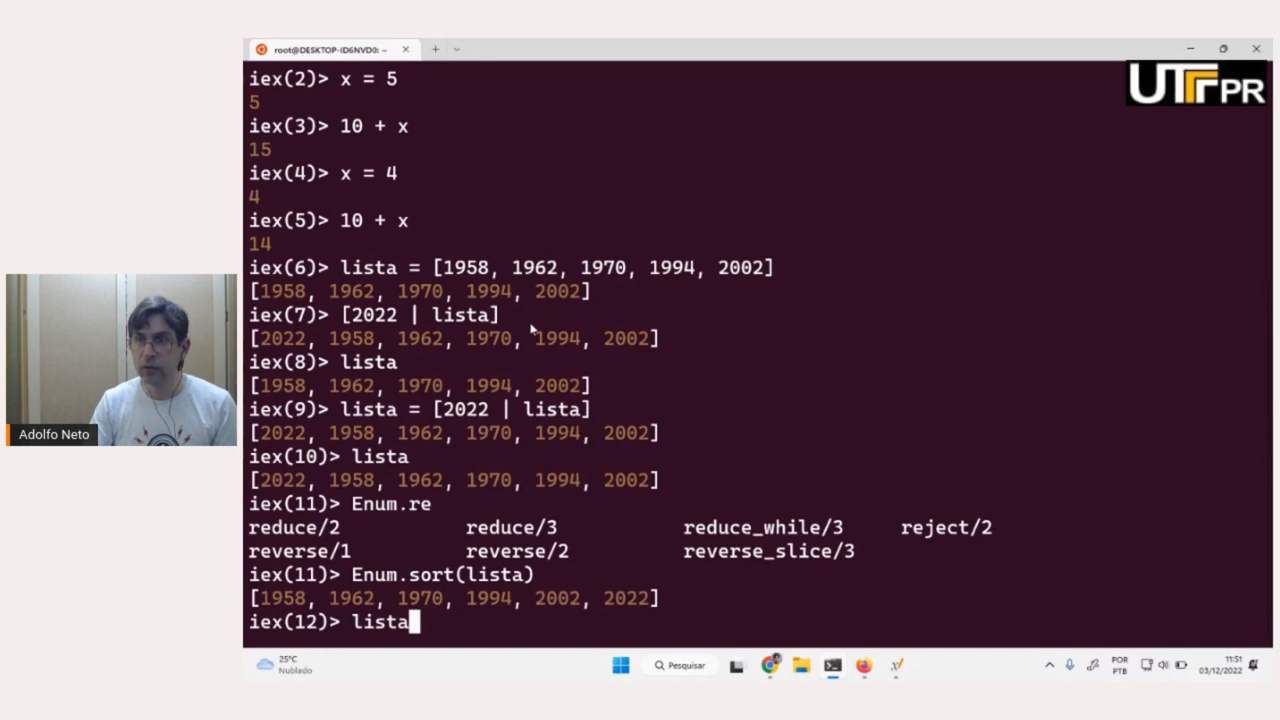 root@DESKTOP-ID6NVD0: ~
UTFPR
iex(2)> x = 5
5
iex(3)> 10 + x
15
iex(4)> x = 4
4
iex(5)> 10 + x
14
iex(6)> lista = [1958, 1962, 1970, 1994, 2002]
[1958, 1962, 1970, 1994, 2002]
iex(7)> [2022 | lista]
[2022, 1958, 1962, 1970, 1994, 2002]
iex(8)> lista
[1958, 1962, 1970, 1994, 2002]
iex(9)> lista = [2022 | lista]
[2022, 1958, 1962, 1970, 1994, 2002]
iex(10)> lista
[2022, 1958, 1962, 1970, 1994, 2002]
iex(11)> Enum.re
reduce/2 reduce/3 reduce_while/3 reject/2
reverse/1 reverse/2 reverse_slice/3
iex(11)> Enum.sort(lista)
[1958, 1962, 1970, 1994, 2002, 2022]
iex(12)> lista
Adolfo Neto
25°C
Nublado
Pesquisar
POR
PTB
11:51
03/12/2022